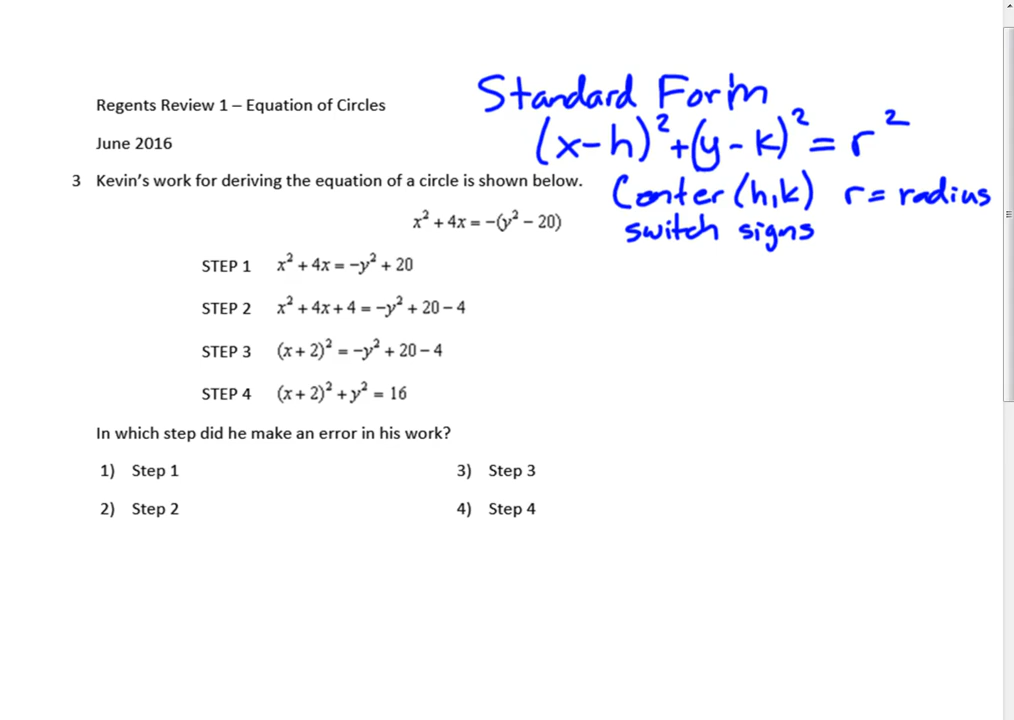 Standard Form
Regents Review 1 – Equation of Circles
(x-h)²+(y-k)²=r²
June 2016
3 Kevin's work for deriving the equation of a circle is shown below.
Center (h,k) r = radius
switch signs
x² + 4x = -(y² - 20)
STEP 1 x² + 4x = -y² + 20
STEP 2 x² + 4x + 4 = -y² + 20 - 4
STEP 3 (x + 2)² = -y² + 20 - 4
STEP 4 (x + 2)² + y² = 16
In which step did he make an error in his work?
1) Step 1 3) Step 3
2) Step 2 4) Step 4